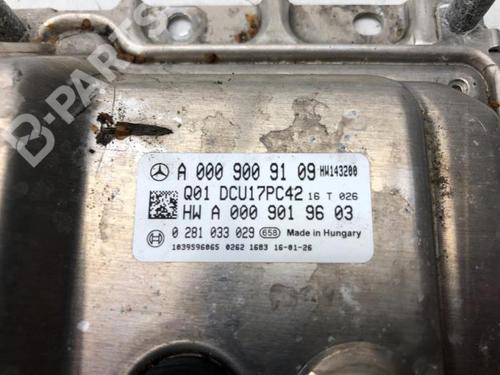 B-PARTS
A 000 900 91 09 HW143200
Q01 DCU17PC42 16 T 026
HW A 000 901 96 03
0 281 033 029 658 Made in Hungary
1039S96065 0262 1683 16-01-26
B-PARTS